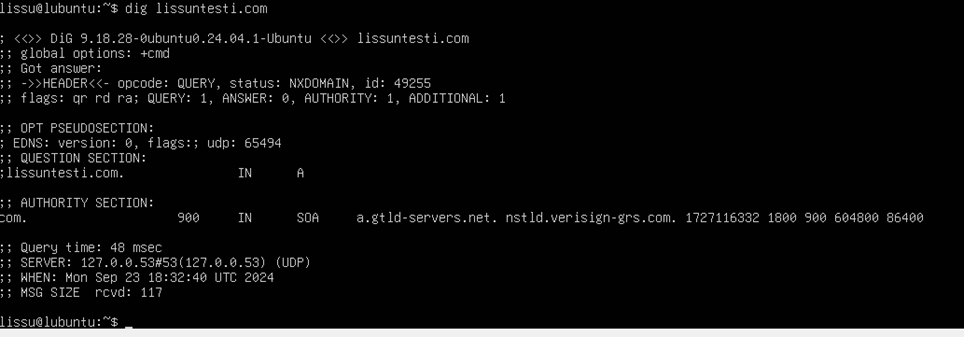 lissu@lubuntu:~$ dig lissuntesti.com
; <<>> DiG 9.18.28-0ubuntu0.24.04.1-Ubuntu <<>> lissuntesti.com
;; global options: +cmd
;; Got answer:
;; ->>HEADER<<- opcode: QUERY, status: NXDOMAIN, id: 49255
;; flags: qr rd ra; QUERY: 1, ANSWER: 0, AUTHORITY: 1, ADDITIONAL: 1
;; OPT PSEUDOSECTION:
; EDNS: version: 0, flags:; udp: 65494
;; QUESTION SECTION:
;lissuntesti.com. IN A
;; AUTHORITY SECTION:
com. 900 IN SOA a.gtld-servers.net. nstld.verisign-grs.com. 1727116332 1800 900 604800 86400
;; Query time: 48 msec
;; SERVER: 127.0.0.53#53(127.0.0.53) (UDP)
;; WHEN: Mon Sep 23 18:32:40 UTC 2024
;; MSG SIZE rcvd: 117
lissu@lubuntu:~$ _